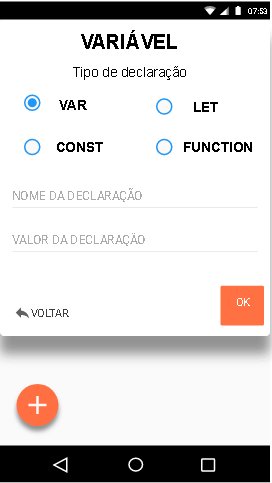 07:53
VARIÁVEL
Tipo de declaração
VAR
LET
CONST
FUNCTION
NOME DA DECLARAÇÃO
VALOR DA DECLARAÇÃO
OK
VOLTAR